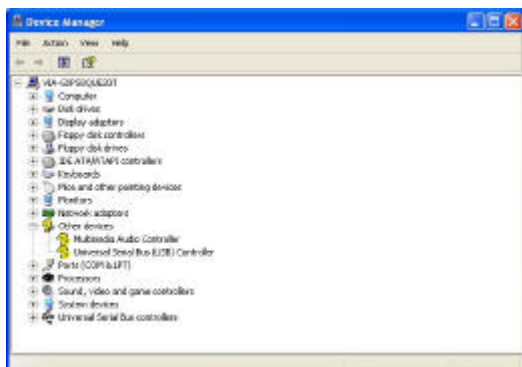 Device Manager
File Action View Help
Computer
Disk drives
Display adapters
Floppy disk controllers
Floppy disk drives
IDE ATA/ATAPI controllers
Keyboards
Mice and other pointing devices
Monitors
Network adapters
Other devices
Multimedia Audio Controller
Universal Serial Bus (USB) Controller
Ports (COM & LPT)
Processors
Sound, video and game controllers
System devices
Universal Serial Bus controllers